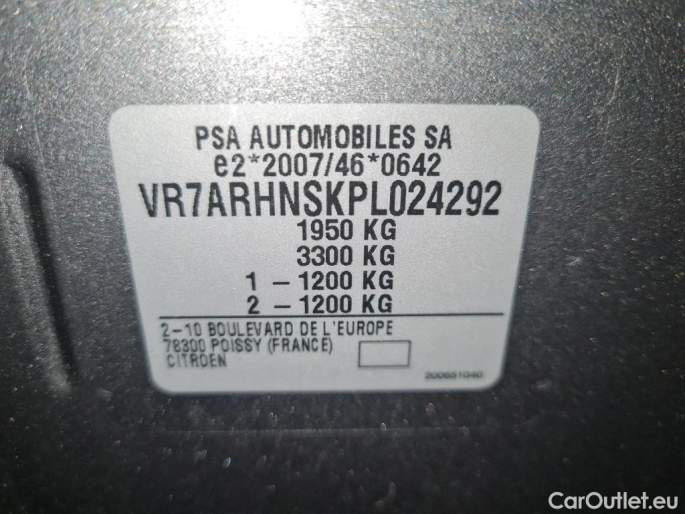 PSA AUTOMOBILES SA
e2*2007/46*0642
VR7ARHNSKPL024292
1950 KG
3300 KG
1 - 1200 KG
2 - 1200 KG
2-10 BOULEVARD DE L'EUROPE
78300 POISSY (FRANCE)
CITROEN
200651040
CarOutlet.eu